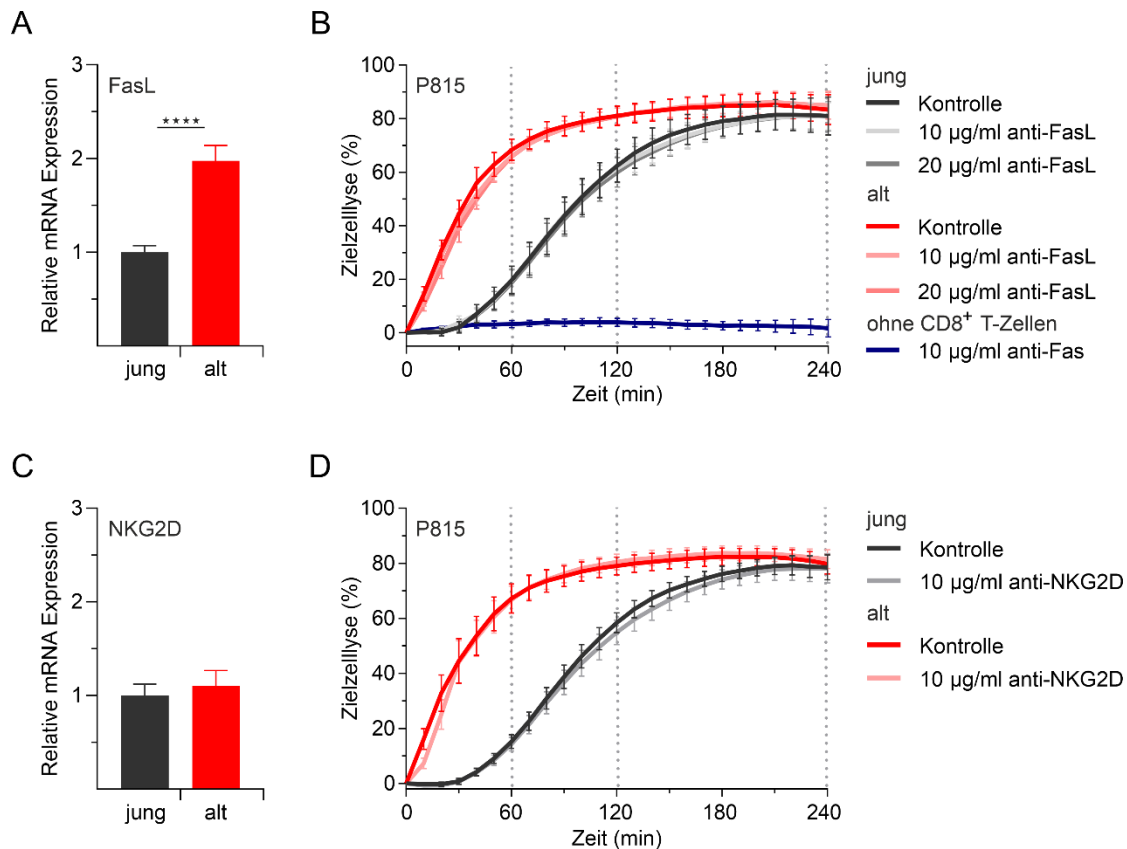 A
Relative mRNA Expression
3
2
1
FasL
★★★★
jung
alt
B
Zielzelllyse (%)
100
80
60
40
20
0
P815
0
60
120
180
240
Zeit (min)
jung
Kontrolle
10 µg/ml anti-FasL
20 µg/ml anti-FasL
alt
Kontrolle
10 µg/ml anti-FasL
20 µg/ml anti-FasL
ohne CD8⁺ T-Zellen
10 µg/ml anti-Fas
C
Relative mRNA Expression
3
2
1
NKG2D
jung
alt
D
Zielzelllyse (%)
100
80
60
40
20
0
P815
0
60
120
180
240
Zeit (min)
jung
Kontrolle
10 µg/ml anti-NKG2D
alt
Kontrolle
10 µg/ml anti-NKG2D